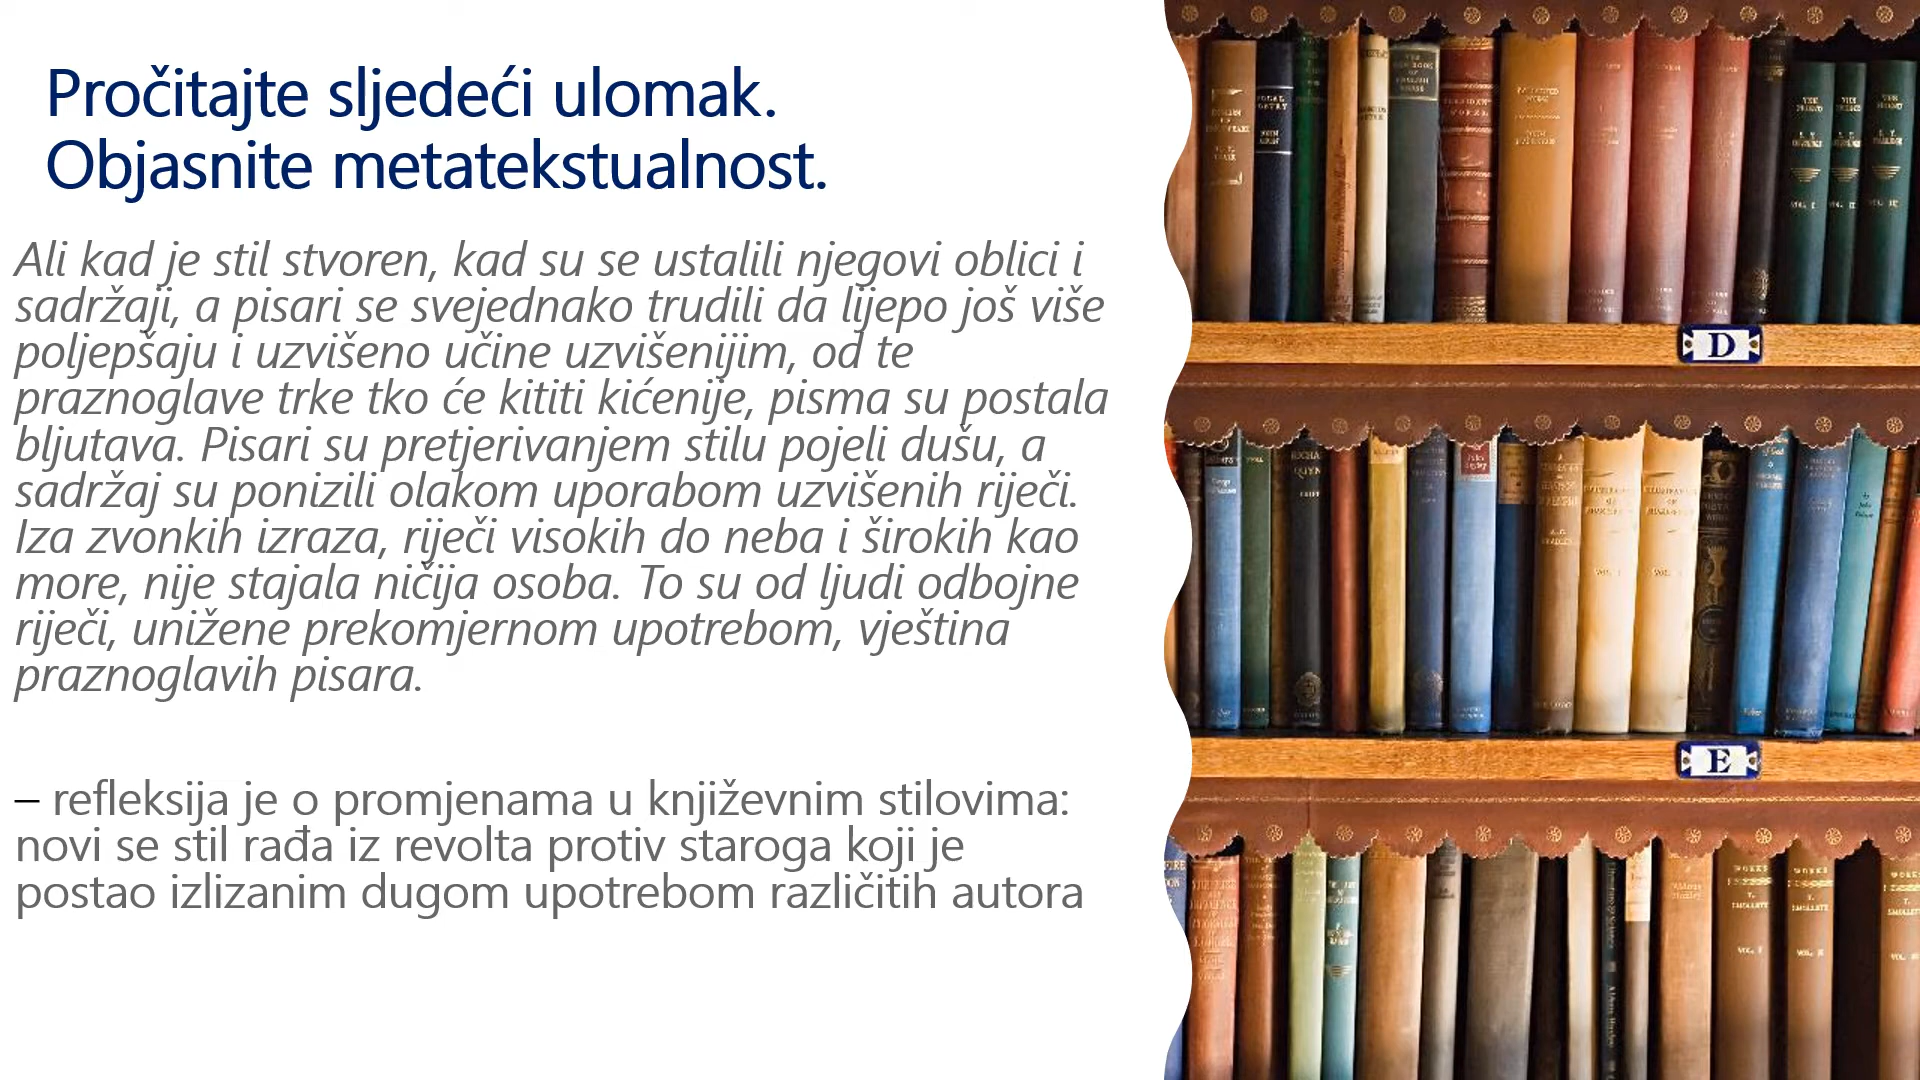 Pročitajte sljedeći ulomak.
Objasnite metatekstualnost.
Ali kad je stil stvoren, kad su se ustalili njegovi oblici i
sadržaji, a pisari se svejednako trudili da lijepo još više
poljepšaju i uzvišeno učine uzvišenijim, od te
praznoglave trke tko će kititi kićenije, pisma su postala
bljutava. Pisari su pretjerivanjem stilu pojeli dušu, a
sadržaj su ponizili olakom uporabom uzvišenih riječi.
Iza zvonkih izraza, riječi visokih do neba i širokih kao
more, nije stajala ničija osoba. To su od ljudi odbojne
riječi, unižene prekomjernom upotrebom, vještina
praznoglavih pisara.
– refleksija je o promjenama u književnim stilovima:
novi se stil rađa iz revolta protiv staroga koji je
postao izlizanim dugom upotrebom različitih autora
D
E